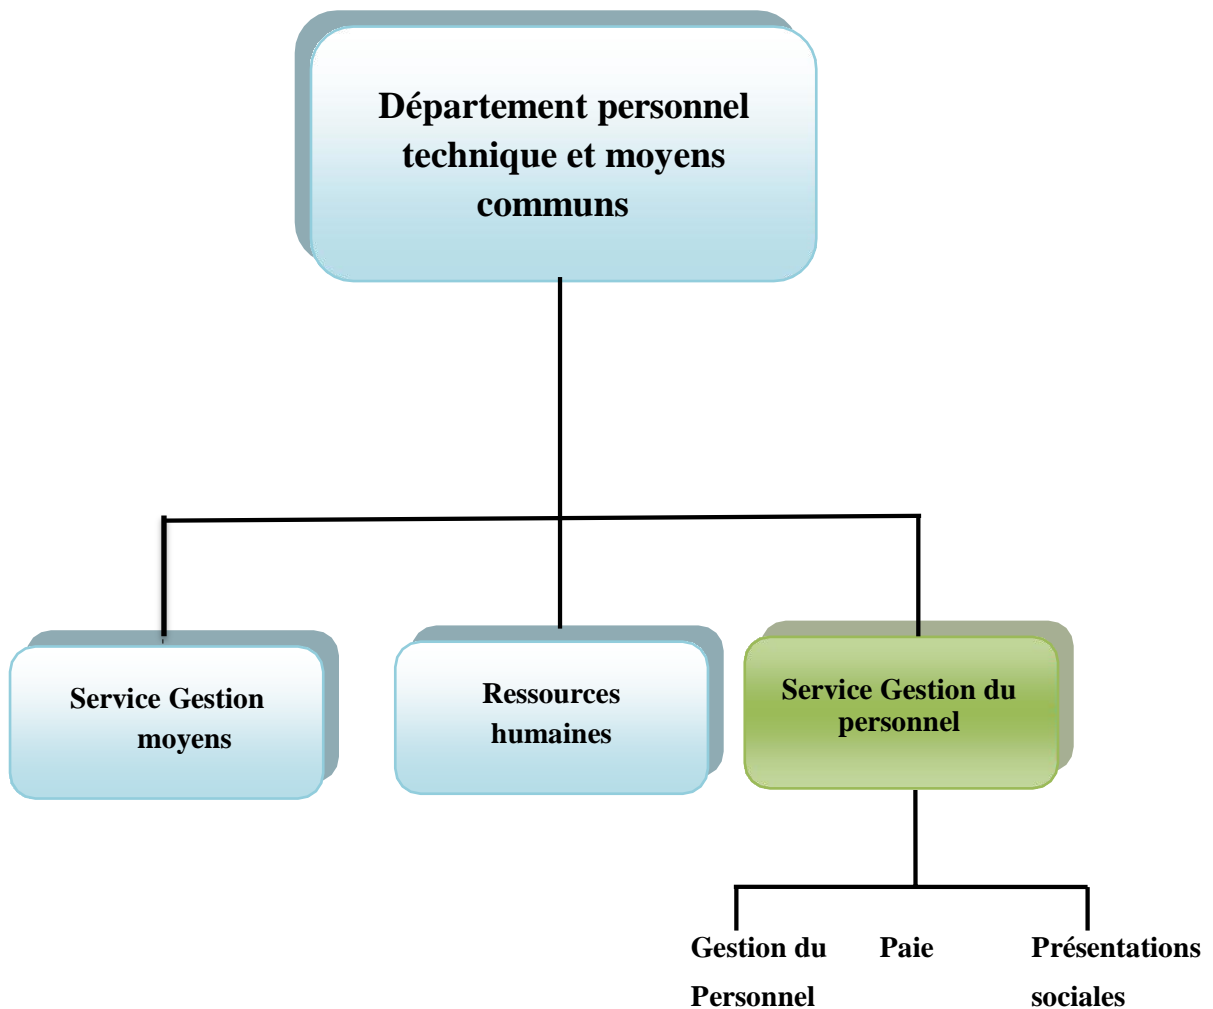 Département personnel
technique et moyens
communs
Service Gestion
moyens
Ressources
humaines
Service Gestion du
personnel
Gestion du
Personnel
Paie
Présentations
sociales